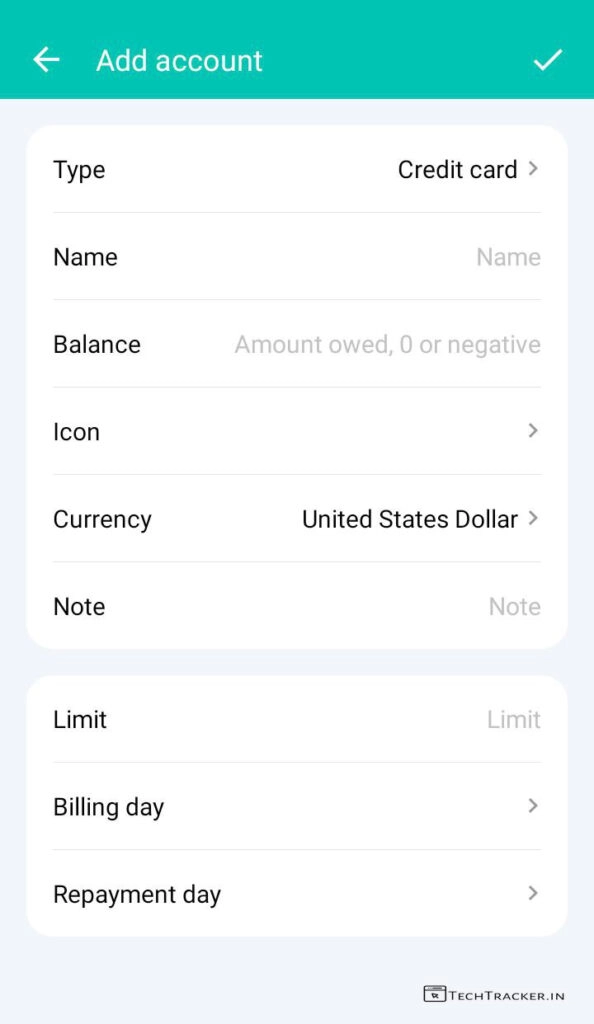 Add account
Type Credit card
Name Name
Balance Amount owed, 0 or negative
Icon
Currency United States Dollar
Note Note
Limit Limit
Billing day
Repayment day
TechTracker.in